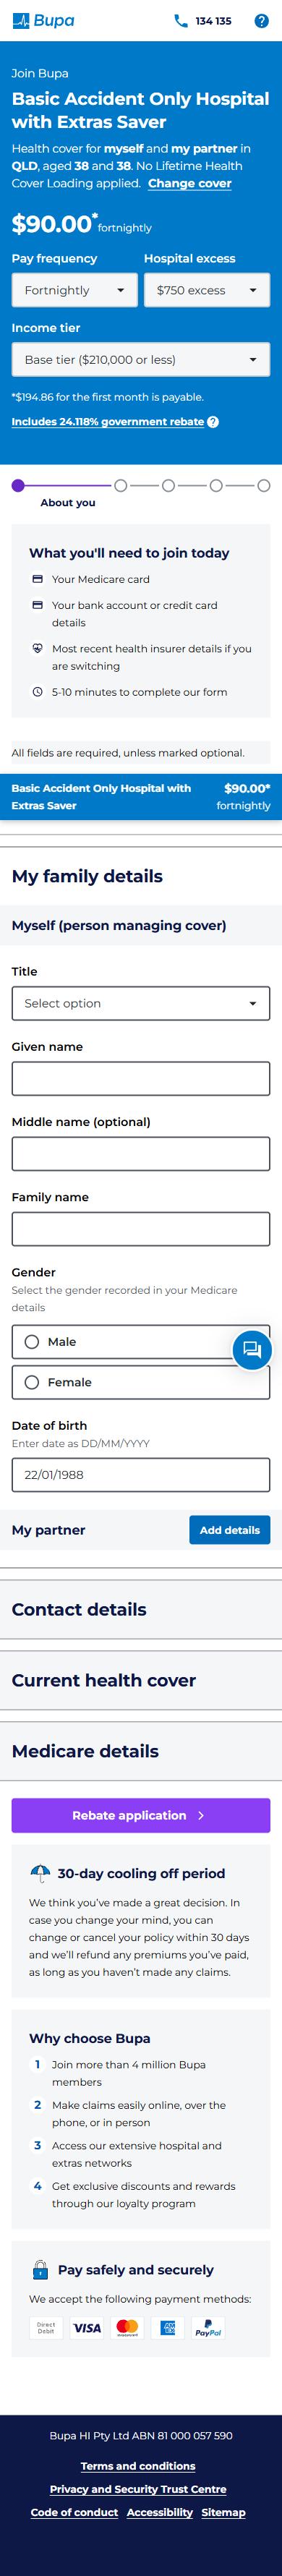 Bupa
134 135
?
Join Bupa
Basic Accident Only Hospital
with Extras Saver
Health cover for myself and my partner in
QLD, aged 38 and 38. No Lifetime Health
Cover Loading applied. Change cover
$90.00* fortnightly
Pay frequency
Hospital excess
Fortnightly
$750 excess
Income tier
Base tier ($210,000 or less)
*$194.86 for the first month is payable.
Includes 24.118% government rebate ?
About you
What you'll need to join today
Your Medicare card
Your bank account or credit card
details
Most recent health insurer details if you
are switching
5-10 minutes to complete our form
All fields are required, unless marked optional.
Basic Accident Only Hospital with
Extras Saver
$90.00*
fortnightly
My family details
Myself (person managing cover)
Title
Select option
Given name
Middle name (optional)
Family name
Gender
Select the gender recorded in your Medicare
details
Male
Female
Date of birth
Enter date as DD/MM/YYYY
22/01/1988
My partner
Add details
Contact details
Current health cover
Medicare details
Rebate application
30-day cooling off period
We think you've made a great decision. In
case you change your mind, you can
change or cancel your policy within 30 days
and we'll refund any premiums you've paid,
as long as you haven't made any claims.
Why choose Bupa
1 Join more than 4 million Bupa
members
2 Make claims easily online, over the
phone, or in person
3 Access our extensive hospital and
extras networks
4 Get exclusive discounts and rewards
through our loyalty program
Pay safely and securely
We accept the following payment methods:
Direct
Debit
VISA
mastercard
AM
EX
PayPal
Bupa HI Pty Ltd ABN 81 000 057 590
Terms and conditions
Privacy and Security Trust Centre
Code of conduct Accessibility Sitemap